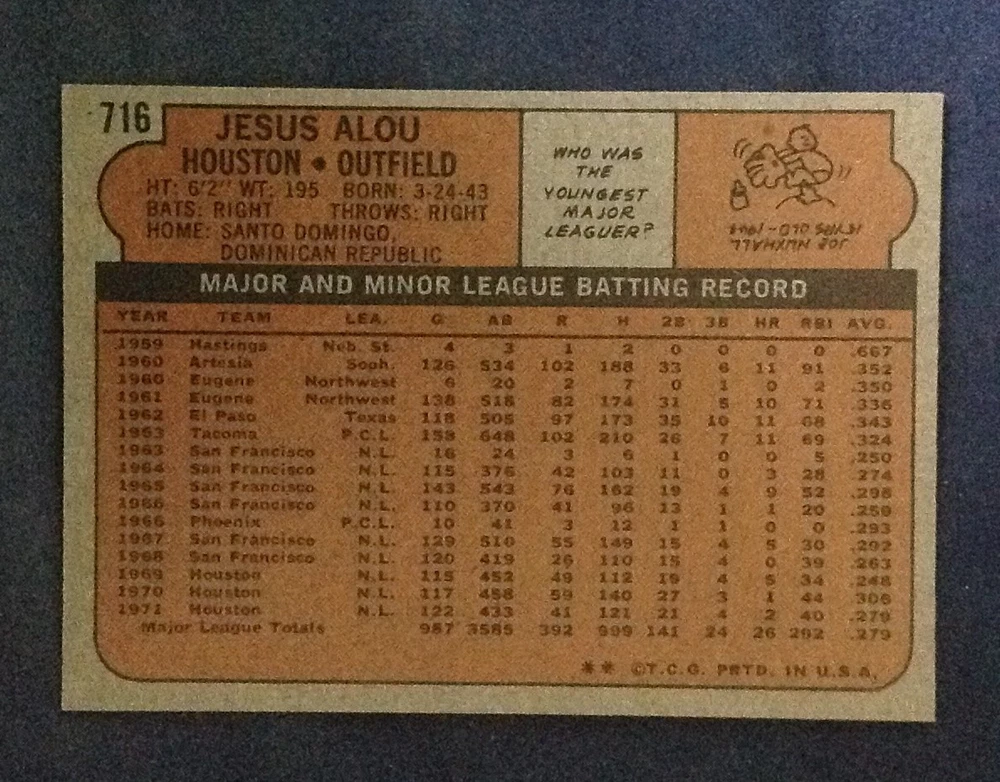 716
JESUS ALOU
HOUSTON • OUTFIELD
HT: 6'2" WT: 195 BORN: 3-24-43
BATS: RIGHT THROWS: RIGHT
HOME: SANTO DOMINGO,
DOMINICAN REPUBLIC
WHO WAS
THE
YOUNGEST
MAJOR
LEAGUER?
JOE NUXHALL
15 YRS OLD - 1944
MAJOR AND MINOR LEAGUE BATTING RECORD
YEAR TEAM LEA. G AB R H 2B 3B HR RBI AVG.
1959 Hastings Neb. St. 4 3 1 2 0 0 0 0 .667
1960 Artesia Soph. 126 534 102 188 33 6 11 91 .352
1960 Eugene Northwest 6 20 2 7 0 1 0 2 .350
1961 Eugene Northwest 138 518 82 174 31 5 10 71 .336
1962 El Paso Texas 118 505 97 173 35 10 11 68 .343
1963 Tacoma P.C.L. 158 648 102 210 26 7 11 69 .324
1963 San Francisco N.L. 16 24 3 6 1 0 0 5 .250
1964 San Francisco N.L. 115 376 42 103 11 0 3 28 .274
1965 San Francisco N.L. 143 543 76 162 19 4 9 52 .298
1966 San Francisco N.L. 110 370 41 96 13 1 1 20 .259
1966 Phoenix P.C.L. 10 41 3 12 1 1 0 0 .293
1967 San Francisco N.L. 129 510 55 149 15 4 5 30 .292
1968 San Francisco N.L. 120 419 26 110 15 4 0 39 .263
1969 Houston N.L. 115 452 49 112 19 4 5 34 .248
1970 Houston N.L. 117 458 59 140 27 3 1 44 .306
1971 Houston N.L. 122 433 41 121 21 4 2 40 .279
Major League Totals 987 3585 392 999 141 24 26 292 .279
** ©T.C.G. PRTD. IN U.S.A.